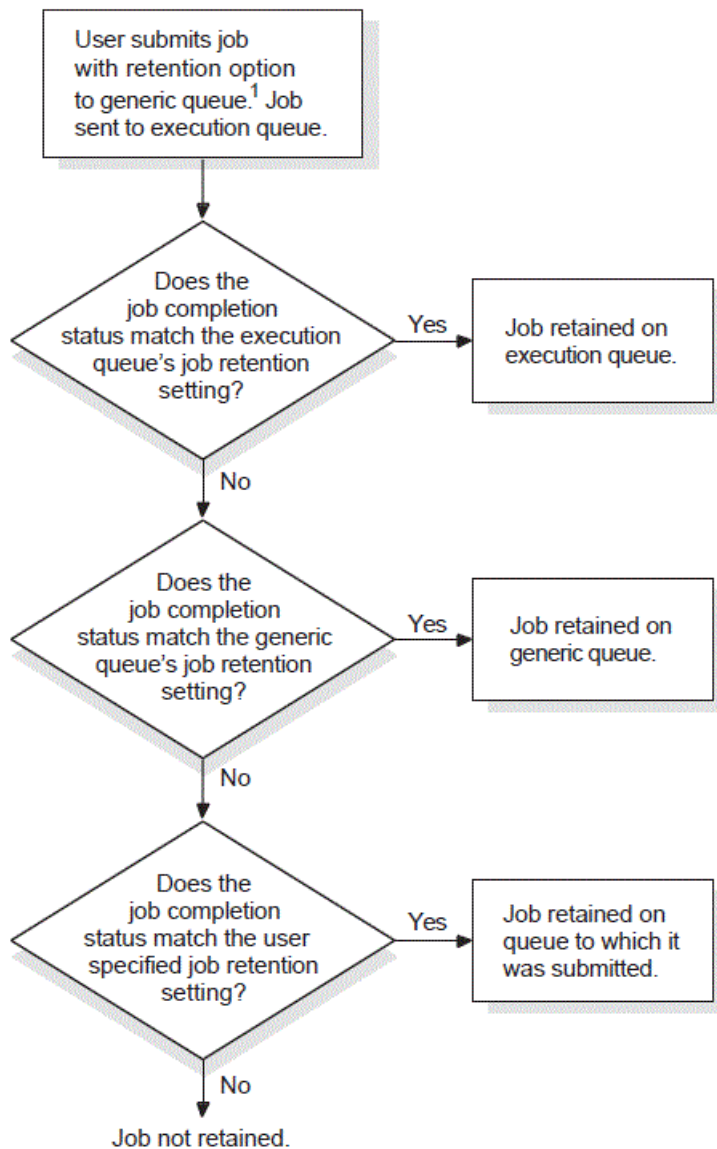 User submits job
with retention option
to generic queue.¹ Job
sent to execution queue.
Does the
job completion
status match the execution
queue's job retention
setting?
Yes
Job retained on
execution queue.
No
Does the
job completion
status match the generic
queue's job retention
setting?
Yes
Job retained on
generic queue.
No
Does the
job completion
status match the user
specified job retention
setting?
Yes
Job retained on
queue to which it
was submitted.
No
Job not retained.